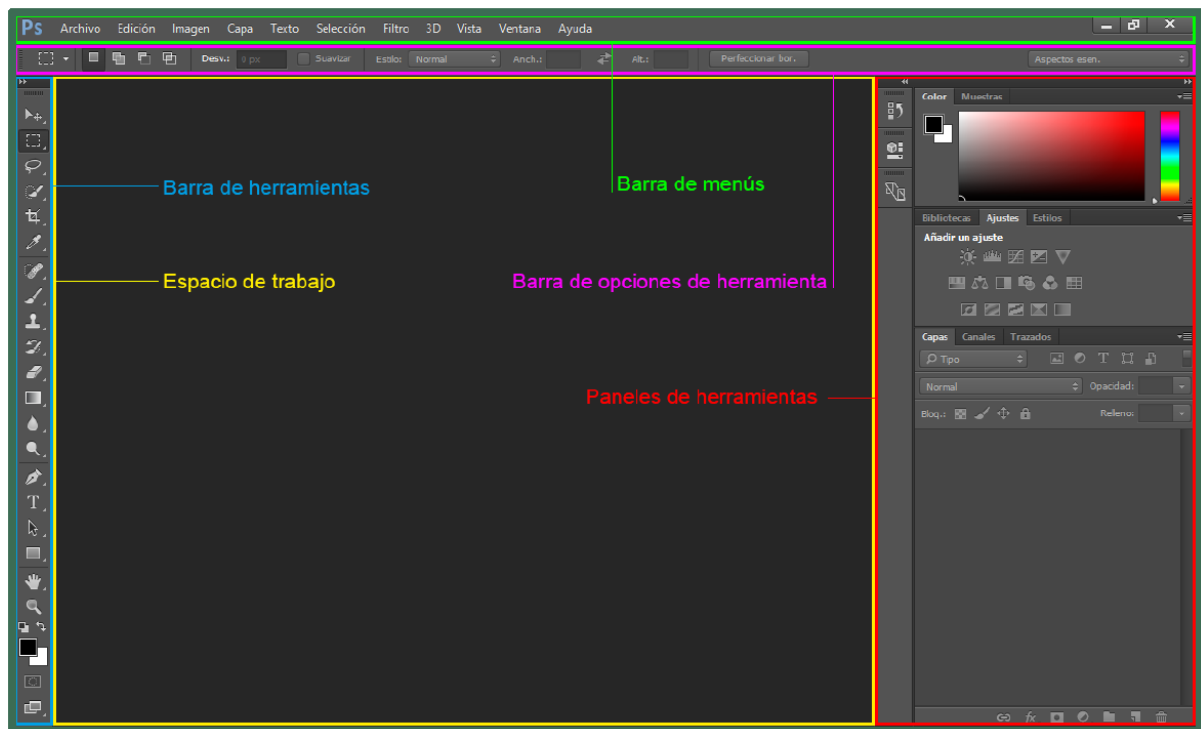 Ps Archivo Edición Imagen Capa Texto Selección Filtro 3D Vista Ventana Ayuda
Desv.: 0 px Suavizar Estilo: Normal Anch.: Alt.: Perfeccionar bor. Aspectos esen.
Color Muestras
Barra de herramientas
Barra de menús
Bibliotecas Ajustes Estilos
Añadir un ajuste
Espacio de trabajo
Barra de opciones de herramienta
Capas Canales Trazados
Tipo
Normal Opacidad:
Paneles de herramientas
Bloq.: Relleno:
T
fx